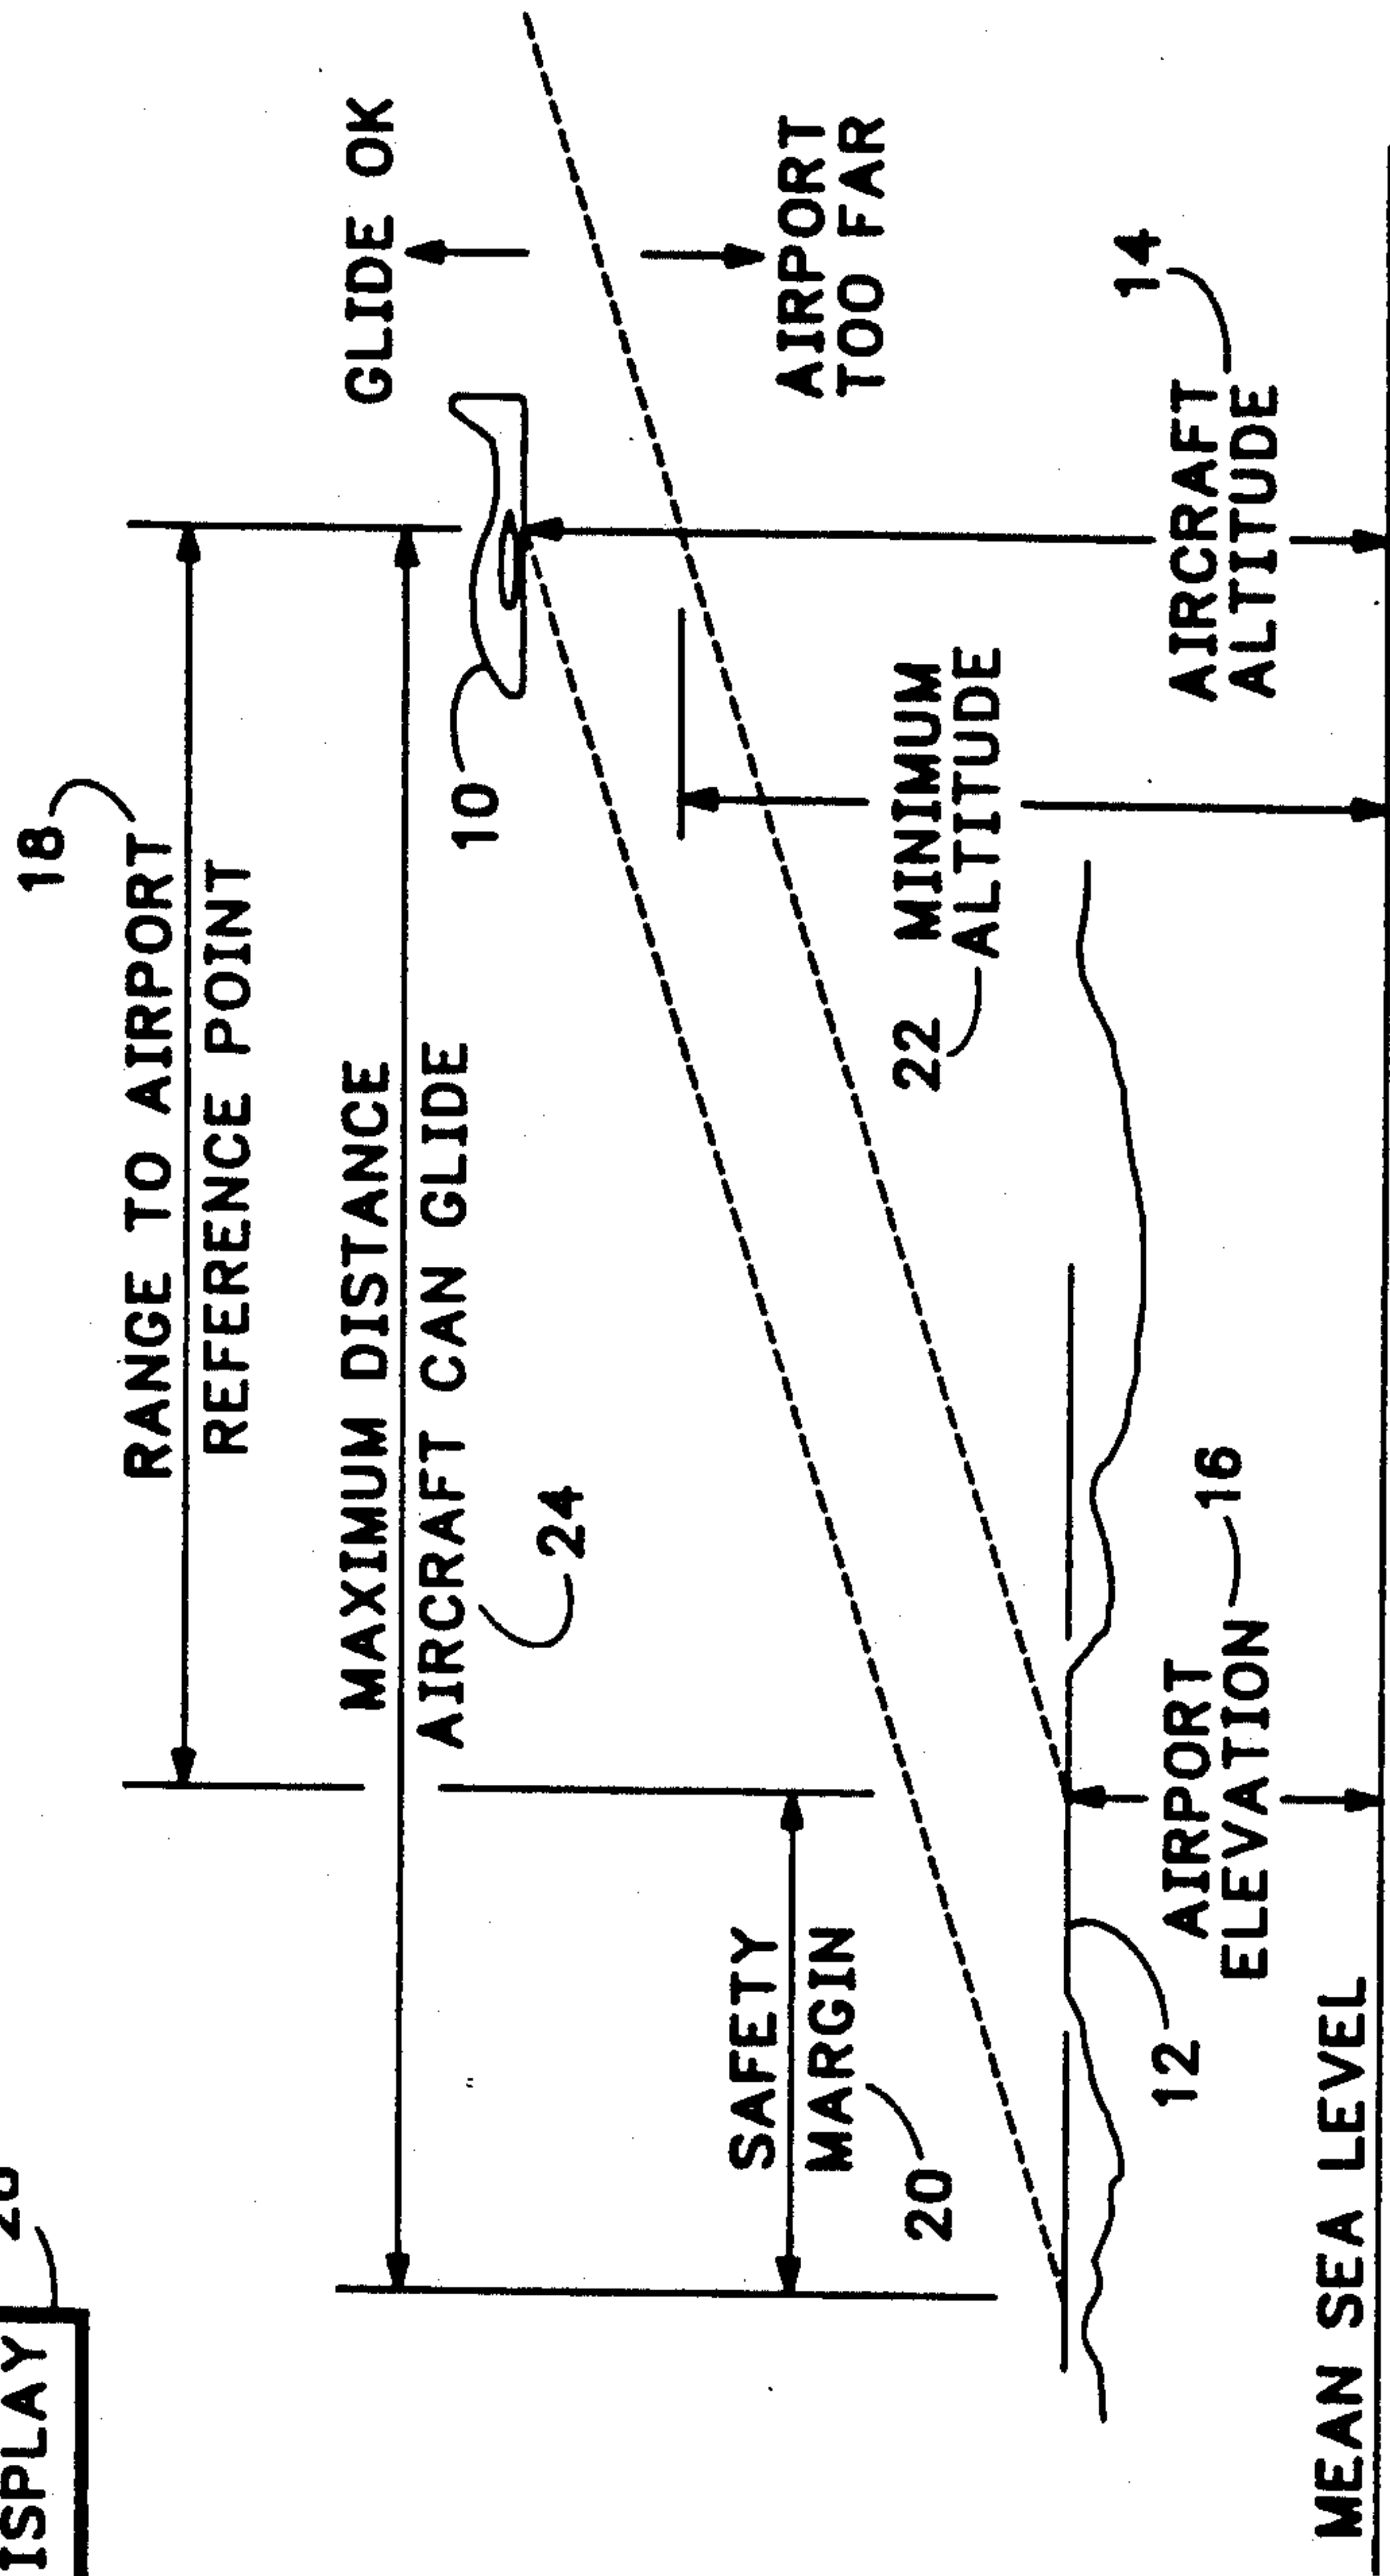 ISPLAY
18
RANGE TO AIRPORT
REFERENCE POINT
MAXIMUM DISTANCE
AIRCRAFT CAN GLIDE
24
GLIDE OK
10
SAFETY
MARGIN
20
AIRPORT
TOO FAR
22
MINIMUM
ALTITUDE
12
AIRPORT
ELEVATION
16
14
AIRCRAFT
ALTITUDE
MEAN SEA LEVEL